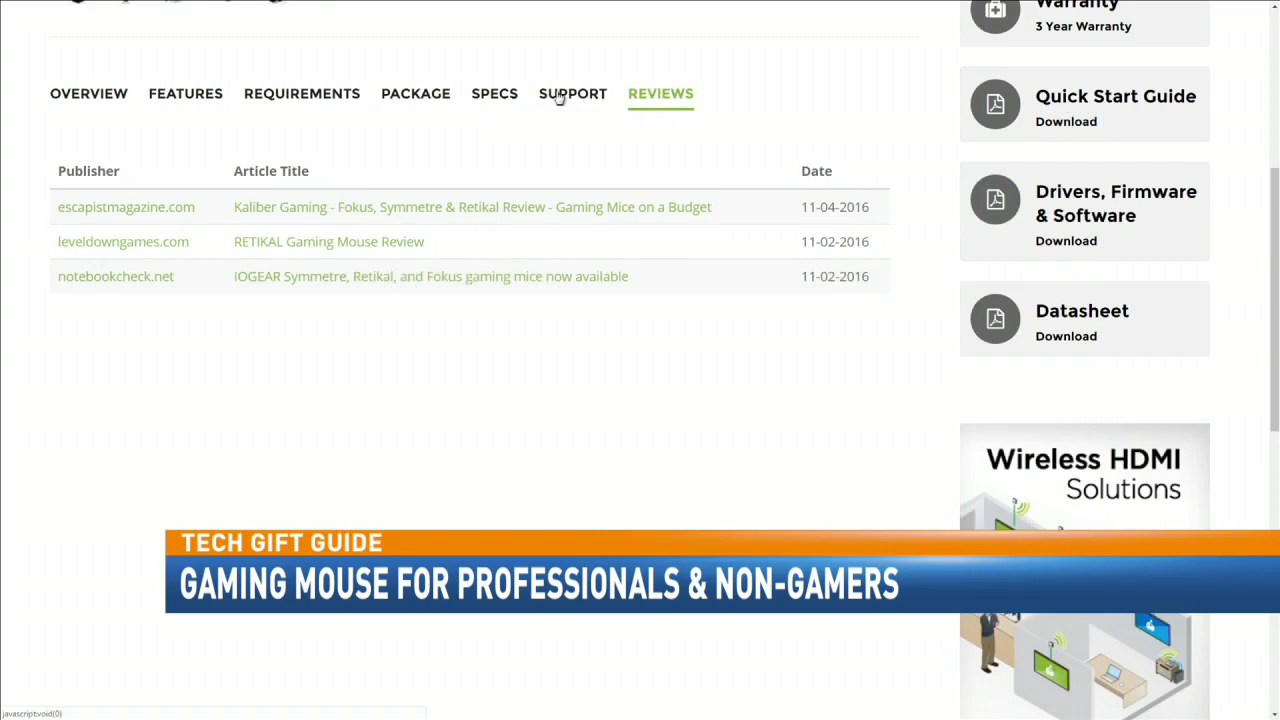 Warranty
3 Year Warranty
OVERVIEW FEATURES REQUIREMENTS PACKAGE SPECS SUPPORT REVIEWS
Quick Start Guide
Download
Publisher Article Title Date
escapistmagazine.com Kaliber Gaming - Fokus, Symmetre & Retikal Review - Gaming Mice on a Budget 11-04-2016
leveldowngames.com RETIKAL Gaming Mouse Review 11-02-2016
notebookcheck.net IOGEAR Symmetre, Retikal, and Fokus gaming mice now available 11-02-2016
Drivers, Firmware
& Software
Download
Datasheet
Download
Wireless HDMI
Solutions
TECH GIFT GUIDE
GAMING MOUSE FOR PROFESSIONALS & NON-GAMERS
javascript:void(0)